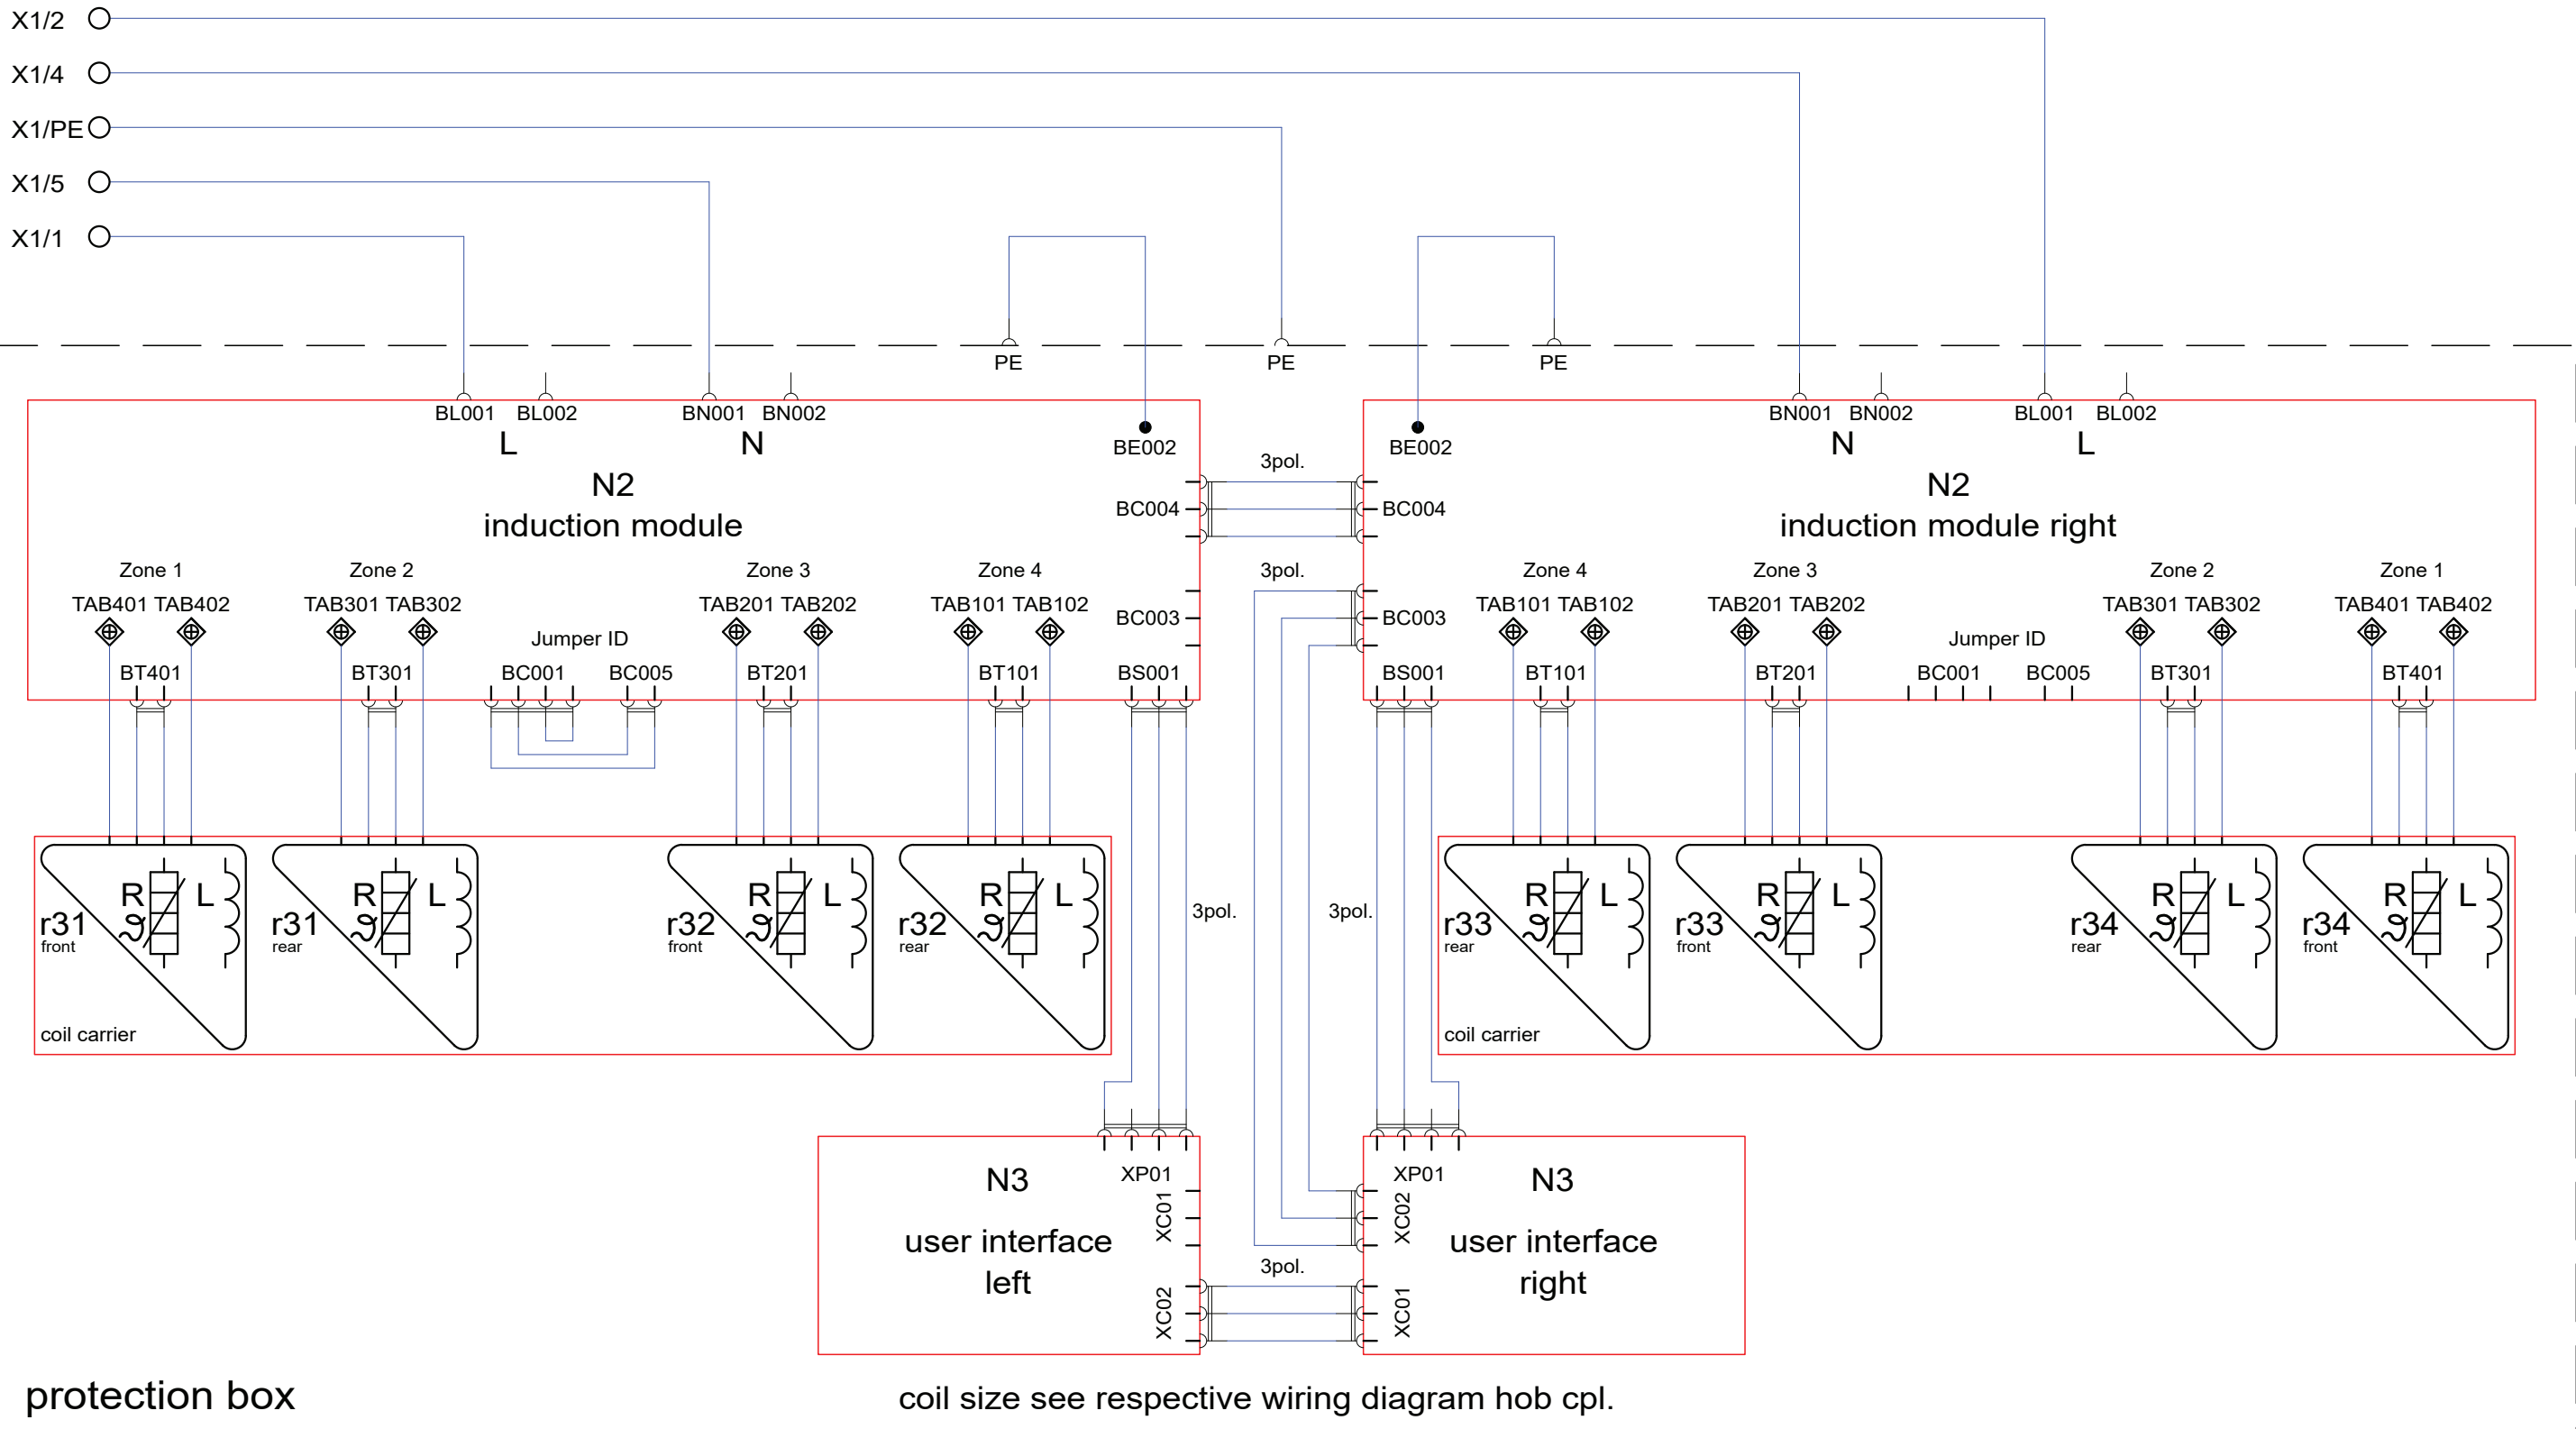 X1/2
X1/4
X1/PE
X1/5
X1/1
PE PE PE
BL001 BL002 BN001 BN002 BN001 BN002 BL001 BL002
L N N L
BE002 BE002
3pol.
N2 N2
BC004 BC004
induction module induction module right
Zone 1 Zone 2 Zone 3 Zone 4 3pol. Zone 4 Zone 3 Zone 2 Zone 1
TAB401 TAB402 TAB301 TAB302 TAB201 TAB202 TAB101 TAB102 TAB101 TAB102 TAB201 TAB202 TAB301 TAB302 TAB401 TAB402
BC003 BC003
Jumper ID Jumper ID
BT401 BT301 BC001 BC005 BT201 BT101 BS001 BS001 BT101 BT201 BC001 BC005 BT301 BT401
R L R L R L R L R L R L R L R L
3pol. 3pol.
r31 ϑ r31 ϑ r32 ϑ r32 ϑ r33 ϑ r33 ϑ r34 ϑ r34 ϑ
front rear front rear rear front rear front
coil carrier coil carrier
XP01 XP01
N3 N3
XC01 XC02
user interface user interface
3pol.
left right
XC02 XC01
protection box coil size see respective wiring diagram hob cpl.